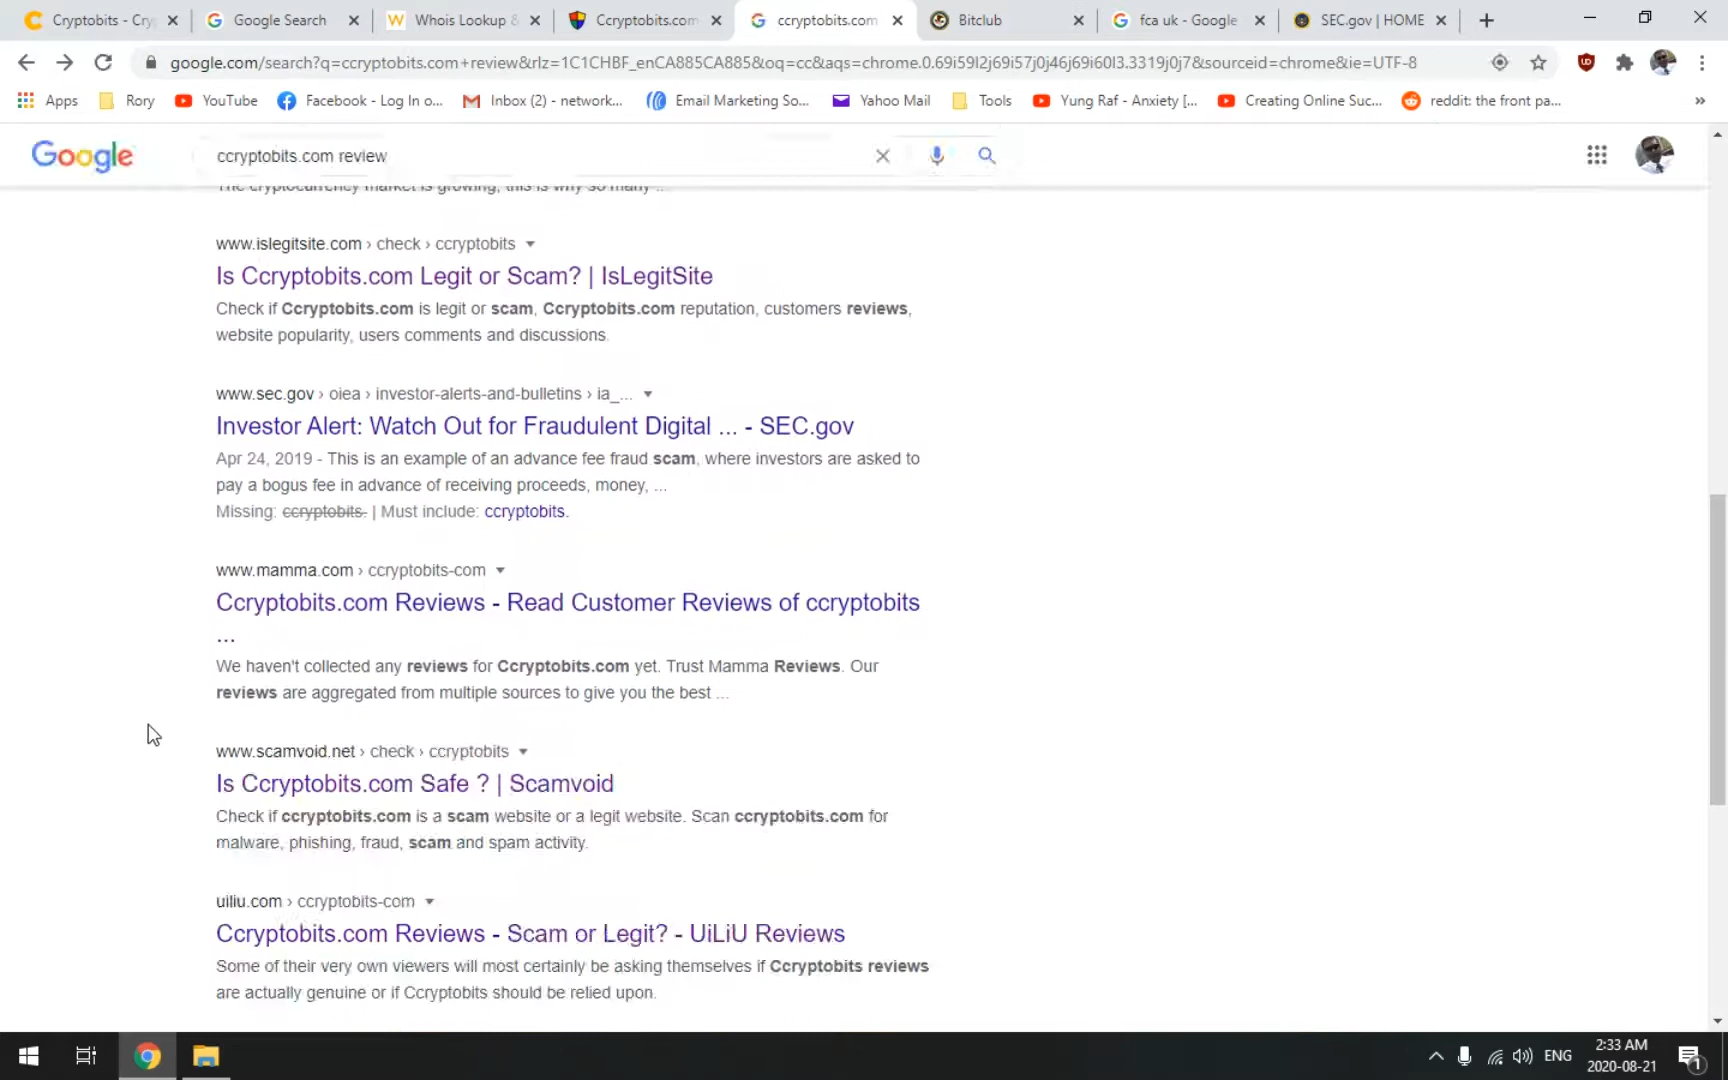 Cryptobits - Cry
Google Search
Whois Lookup &
Ccryptobits.com
ccryptobits.com
Bitclub
fca uk - Google
SEC.gov | HOME
google.com/search?q=ccryptobits.com+review&rlz=1C1CHBF_enCA885CA885&oq=cc&aqs=chrome.0.69i59l2j69i57j0j46j69i60l3.3319j0j7&sourceid=chrome&ie=UTF-8
Apps
Rory
YouTube
Facebook - Log In o...
Inbox (2) - network...
Email Marketing So...
Yahoo Mail
Tools
Yung Raf - Anxiety [...
Creating Online Suc...
reddit: the front pa...
»
Google
ccryptobits.com review
The cryptocurrency market is growing, this is why so many ...
www.islegitsite.com › check › ccryptobits
Is Ccryptobits.com Legit or Scam? | IsLegitSite
Check if Ccryptobits.com is legit or scam, Ccryptobits.com reputation, customers reviews,
website popularity, users comments and discussions.
www.sec.gov › oiea › investor-alerts-and-bulletins › ia_...
Investor Alert: Watch Out for Fraudulent Digital ... - SEC.gov
Apr 24, 2019 - This is an example of an advance fee fraud scam, where investors are asked to
pay a bogus fee in advance of receiving proceeds, money, ...
Missing: ccryptobits. | Must include: ccryptobits.
www.mamma.com › ccryptobits-com
Ccryptobits.com Reviews - Read Customer Reviews of ccryptobits
...
We haven't collected any reviews for Ccryptobits.com yet. Trust Mamma Reviews. Our
reviews are aggregated from multiple sources to give you the best ...
www.scamvoid.net › check › ccryptobits
Is Ccryptobits.com Safe ? | Scamvoid
Check if ccryptobits.com is a scam website or a legit website. Scan ccryptobits.com for
malware, phishing, fraud, scam and spam activity.
uiliu.com › ccryptobits-com
Ccryptobits.com Reviews - Scam or Legit? - UiLiU Reviews
Some of their very own viewers will most certainly be asking themselves if Ccryptobits reviews
are actually genuine or if Ccryptobits should be relied upon.
ENG
2:33 AM
2020-08-21
1